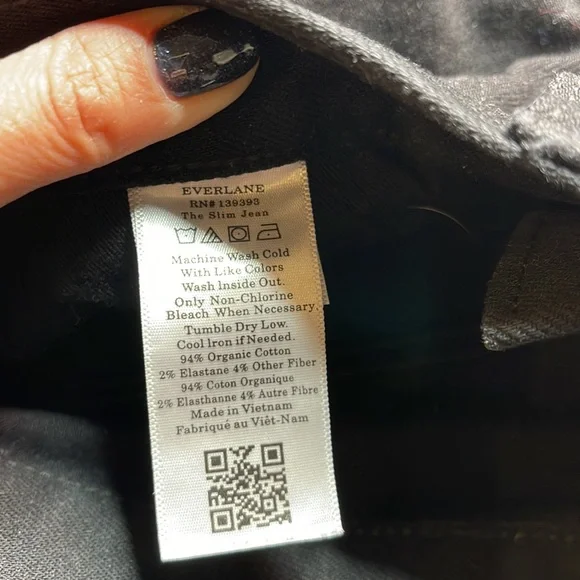 EVERLANE
RN# 139393
The Slim Jean
Machine Wash Cold
With Like Colors
Wash Inside Out.
Only Non-Chlorine
Bleach When Necessary.
Tumble Dry Low.
Cool Iron if Needed.
94% Organic Cotton
2% Elastane 4% Other Fiber
94% Coton Organique
2% Elasthanne 4% Autre Fibre
Made in Vietnam
Fabriqué au Viêt-Nam